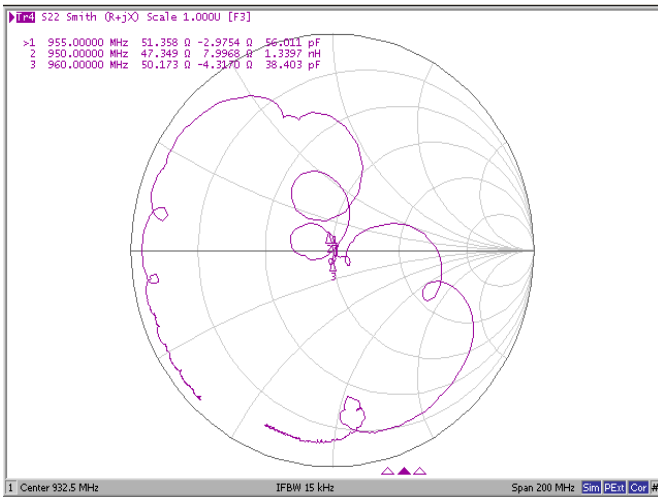 Tr4 S22 Smith (R+jX) Scale 1.000U [F3]
>1 955.00000 MHz 51.358 Ω -2.9754 Ω 56.011 pF
2 950.00000 MHz 47.349 Ω 7.9968 Ω 1.3397 nH
3 960.00000 MHz 50.173 Ω -4.3170 Ω 38.403 pF
3
1 Center 932.5 MHz IFBW 15 kHz Span 200 MHz Sim PExt Cor #